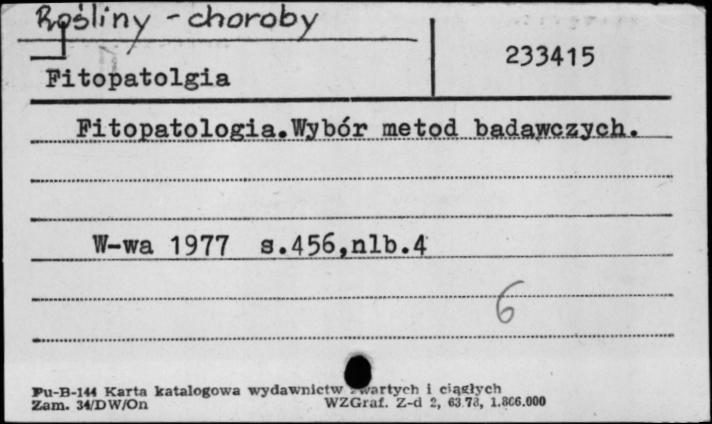 Rośliny - choroby
233415
Fitopatolgia
Fitopatologia.Wybór metod badawczych.
W-wa 1977 s.456,nlb.4
6
Pu-B-144 Karta katalogowa wydawnictw zwartych i ciągłych
Zam. 34/DW/On WZGraf. Z-d 2, 63.78, 1.806.000